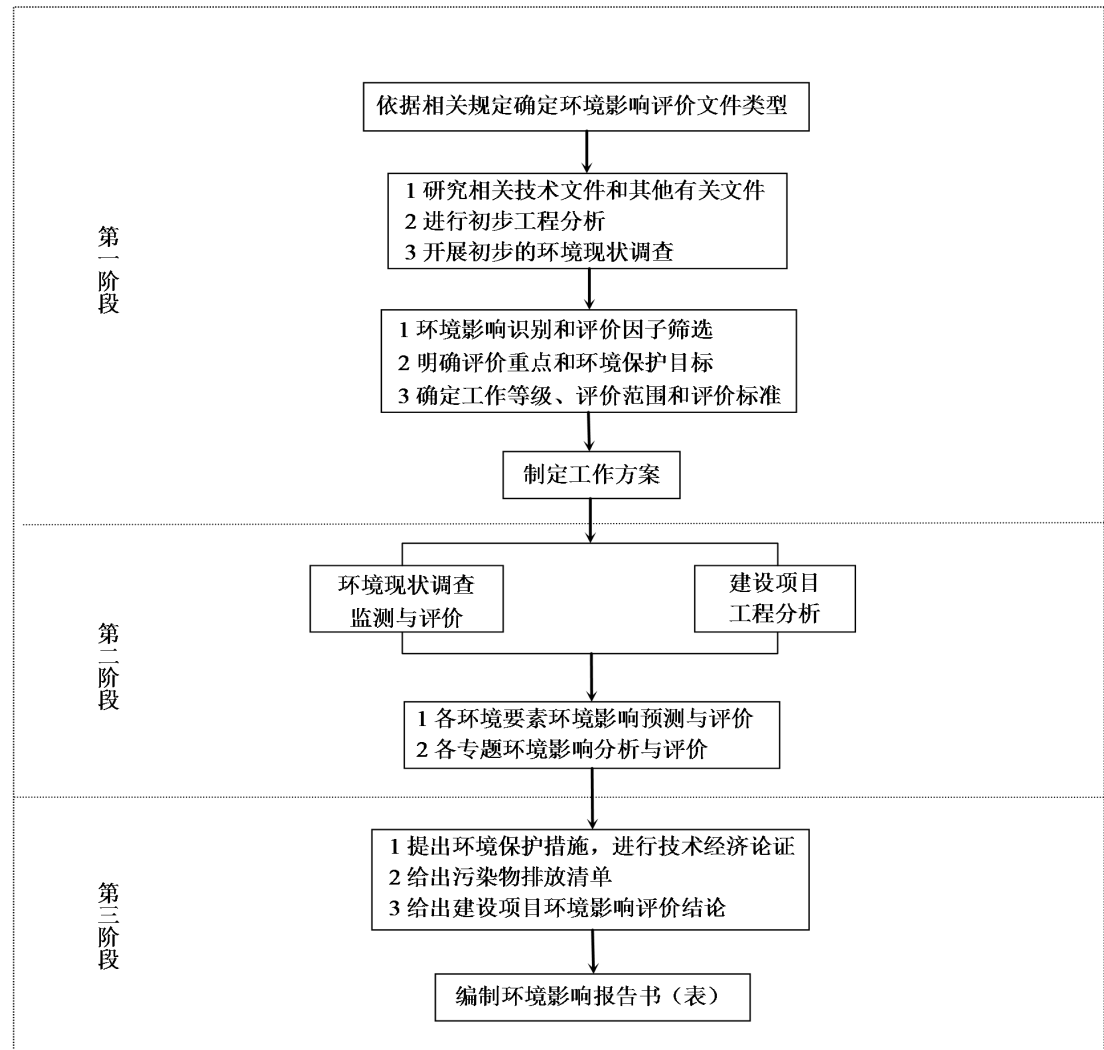 依据相关规定确定环境影响评价文件类型
1 研究相关技术文件和其他有关文件
2 进行初步工程分析
3 开展初步的环境现状调查
第一阶段
1 环境影响识别和评价因子筛选
2 明确评价重点和环境保护目标
3 确定工作等级、评价范围和评价标准
制定工作方案
环境现状调查
监测与评价
建设项目
工程分析
第二阶段
1 各环境要素环境影响预测与评价
2 各专题环境影响分析与评价
1 提出环境保护措施，进行技术经济论证
2 给出污染物排放清单
3 给出建设项目环境影响评价结论
第三阶段
编制环境影响报告书（表）